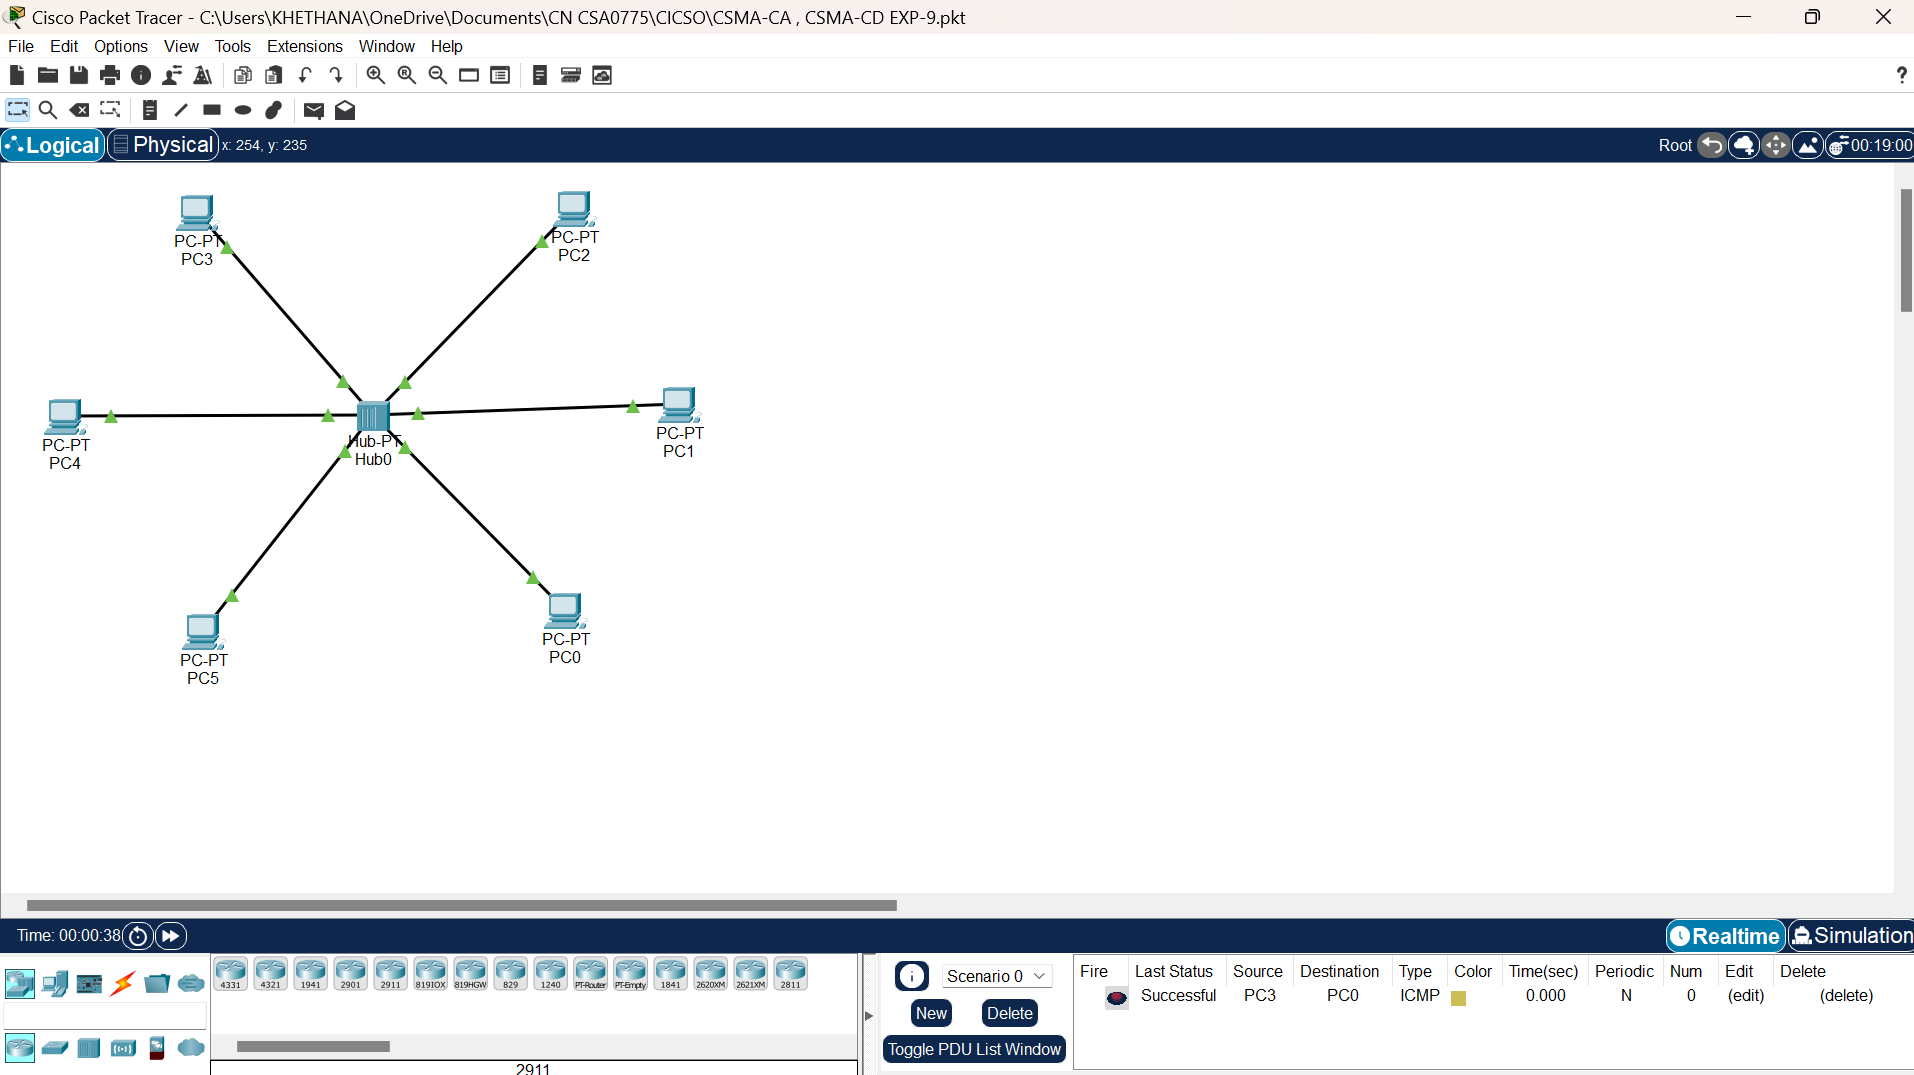 Cisco Packet Tracer - C:\Users\KHETHANA\OneDrive\Documents\CN CSA0775\CICSO\CSMA-CA , CSMA-CD EXP-9.pkt
File Edit Options View Tools Extensions Window Help
?
Logical Physical x: 254, y: 235 Root 00:19:00
PC-PT
PC3
PC-PT
PC2
PC-PT
PC4
Hub-PT
Hub0
PC-PT
PC1
PC-PT
PC5
PC-PT
PC0
Time: 00:00:38 Realtime Simulation
4331 4321 1941 2901 2911 819IOX 819HGW 829 1240 PT-Router PT-Empty 1841 2620XM 2621XM 2811
2911
Scenario 0
New Delete
Toggle PDU List Window
Fire Last Status Source Destination Type Color Time(sec) Periodic Num Edit Delete
Successful PC3 PC0 ICMP 0.000 N 0 (edit) (delete)